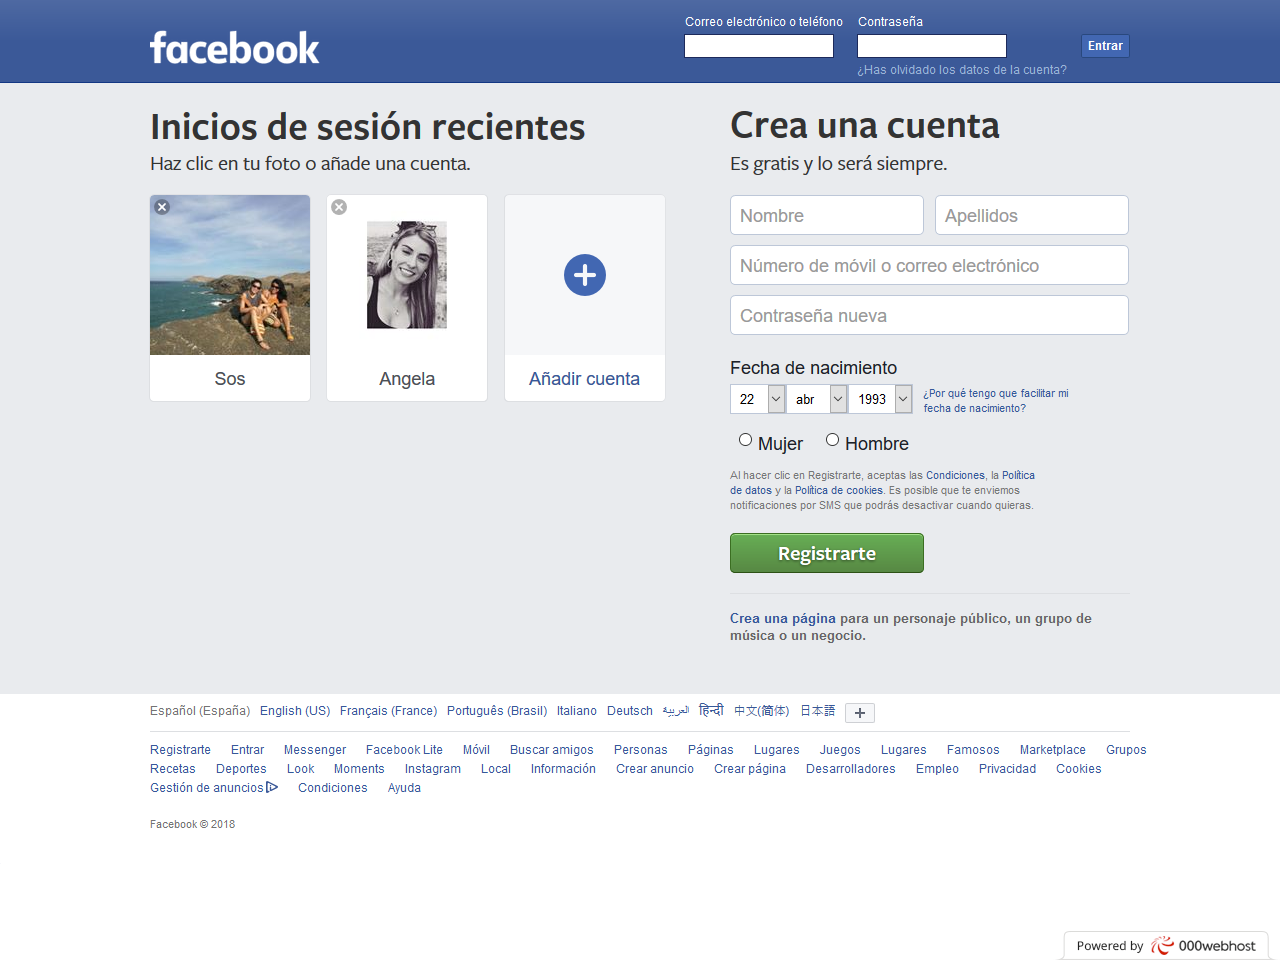 facebook
Correo electrónico o teléfono
Contraseña
Entrar
¿Has olvidado los datos de la cuenta?
Inicios de sesión recientes
Haz clic en tu foto o añade una cuenta.
Sos
Angela
Añadir cuenta
Crea una cuenta
Es gratis y lo será siempre.
Nombre
Apellidos
Número de móvil o correo electrónico
Contraseña nueva
Fecha de nacimiento
22 abr 1993
¿Por qué tengo que facilitar mi
fecha de nacimiento?
Mujer Hombre
Al hacer clic en Registrarte, aceptas las Condiciones, la Política
de datos y la Política de cookies. Es posible que te enviemos
notificaciones por SMS que podrás desactivar cuando quieras.
Registrarte
Crea una página para un personaje público, un grupo de
música o un negocio.
Español (España) English (US) Français (France) Português (Brasil) Italiano Deutsch العربية हिन्दी 中文(简体) 日本語
Registrarte Entrar Messenger Facebook Lite Móvil Buscar amigos Personas Páginas Lugares Juegos Lugares Famosos Marketplace Grupos
Recetas Deportes Look Moments Instagram Local Información Crear anuncio Crear página Desarrolladores Empleo Privacidad Cookies
Gestión de anuncios Condiciones Ayuda
Facebook © 2018
Powered by 000webhost